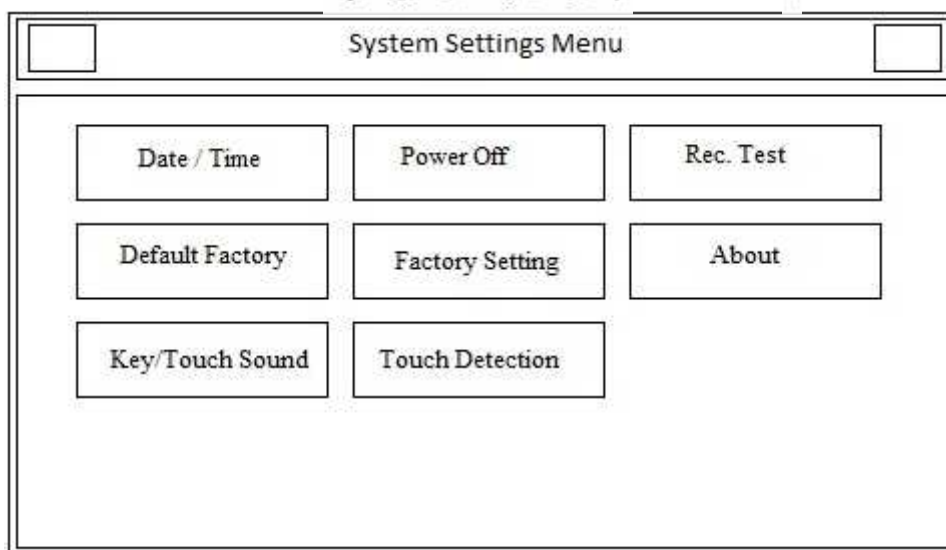 System Settings Menu
Date / Time
Power Off
Rec. Test
Default Factory
Factory Setting
About
Key/Touch Sound
Touch Detection